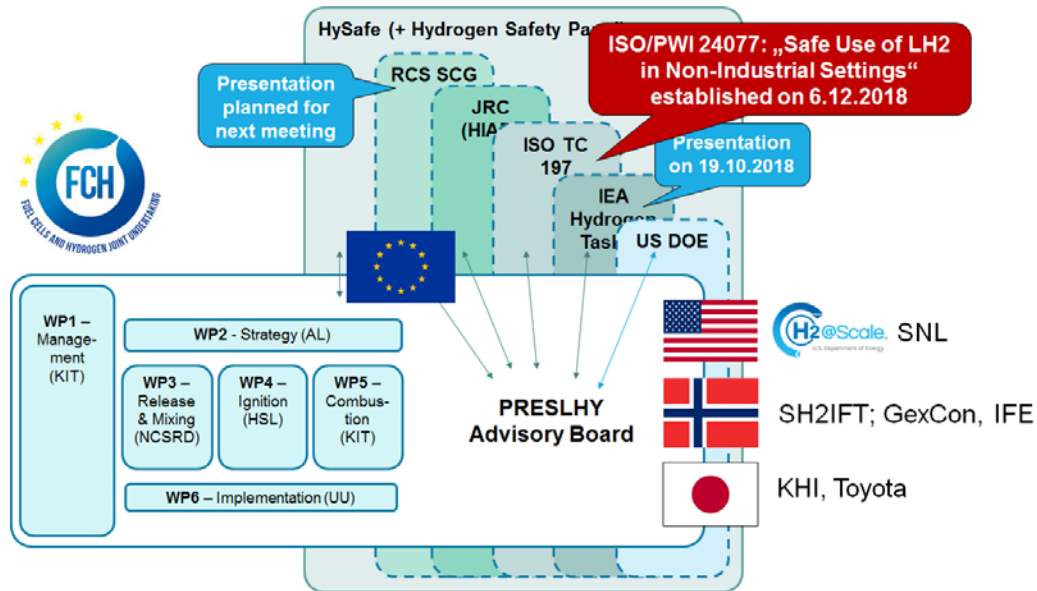 HySafe (+ Hydrogen Safety
ISO/PWI 24077: „Safe Use of LH2
in Non-Industrial Settings“
established on 6.12.2018
RCS SCG
Presentation
planned for
next meeting
JRC
ISO TC
197
Presentation
on 19.10.2018
IEA
Hydrogen
Task
US DOE
FCH
FUEL CELLS AND HYDROGEN JOINT UNDERTAKING
WP1 –
Manage-
ment
(KIT)
WP2 - Strategy (AL)
WP3 –
Release
& Mixing
(NCSRD)
WP4 –
Ignition
(HSL)
WP5 –
Combus-
tion
(KIT)
WP6 – Implementation (UU)
PRESLHY
Advisory Board
H2@Scale
U.S. Department of Energy
SNL
SH2IFT; GexCon, IFE
KHI, Toyota